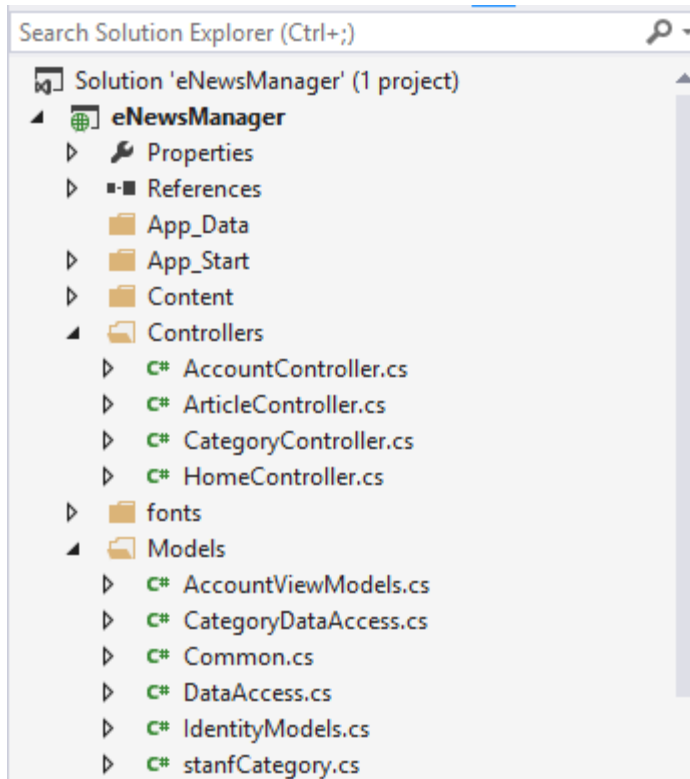 Search Solution Explorer (Ctrl+;)
Solution 'eNewsManager' (1 project)
eNewsManager
Properties
References
App_Data
App_Start
Content
Controllers
C# AccountController.cs
C# ArticleController.cs
C# CategoryController.cs
C# HomeController.cs
fonts
Models
C# AccountViewModels.cs
C# CategoryDataAccess.cs
C# Common.cs
C# DataAccess.cs
C# IdentityModels.cs
C# stanfCategory.cs